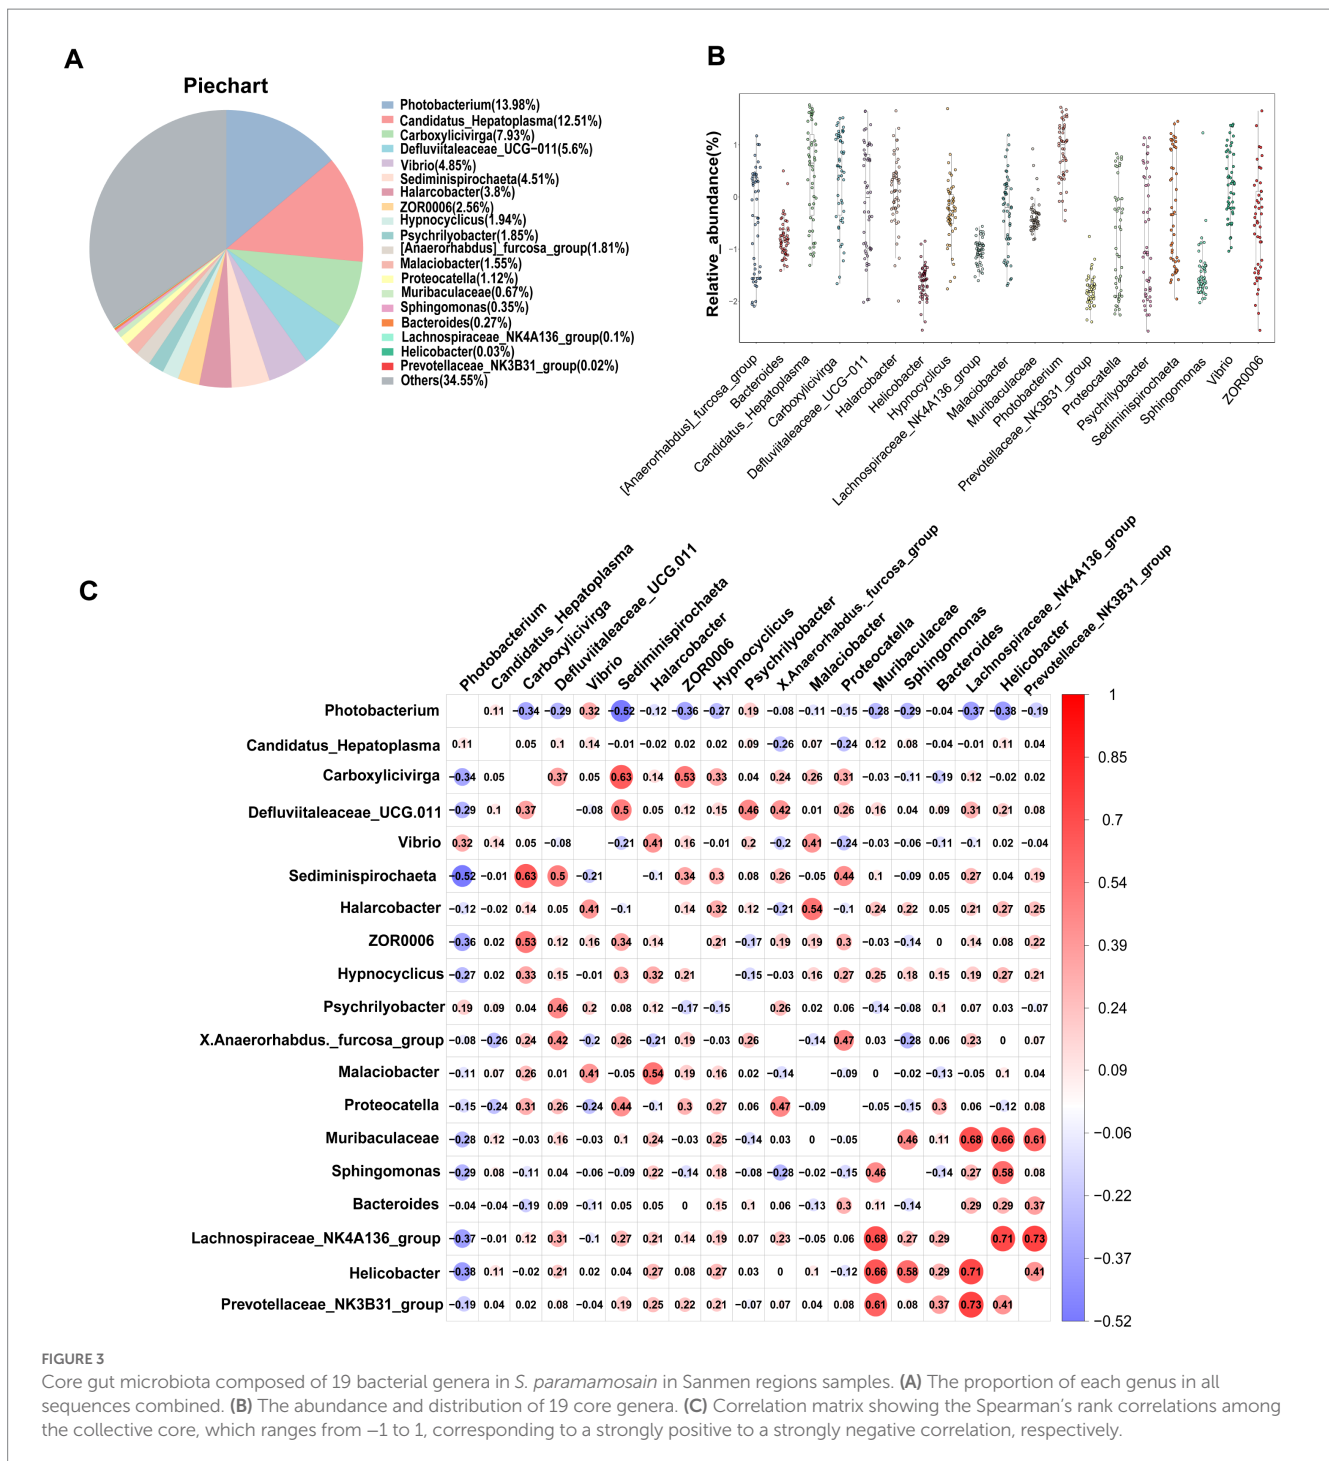 A
Piechart
Photobacterium(13.98%)
Candidatus_Hepatoplasma(12.51%)
Carboxylicivirga(7.93%)
Defluviitaleaceae_UCG−011(5.6%)
Vibrio(4.85%)
Sediminispirochaeta(4.51%)
Halarcobacter(3.8%)
ZOR0006(2.56%)
Hypnocyclicus(1.94%)
Psychrilyobacter(1.85%)
[Anaerorhabdus]_furcosa_group(1.81%)
Malaciobacter(1.55%)
Proteocatella(1.12%)
Muribaculaceae(0.67%)
Sphingomonas(0.35%)
Bacteroides(0.27%)
Lachnospiraceae_NK4A136_group(0.1%)
Helicobacter(0.03%)
Prevotellaceae_NK3B31_group(0.02%)
Others(34.55%)
B
Relative_abundance(%)
1
0
−1
−2
[Anaerorhabdus]_furcosa_group
Bacteroides
Candidatus_Hepatoplasma
Carboxylicivirga
Defluviitaleaceae_UCG−011
Halarcobacter
Helicobacter
Hypnocyclicus
Lachnospiraceae_NK4A136_group
Malaciobacter
Muribaculaceae
Photobacterium
Prevotellaceae_NK3B31_group
Proteocatella
Psychrilyobacter
Sediminispirochaeta
Sphingomonas
Vibrio
ZOR0006
C
Photobacterium
Candidatus_Hepatoplasma
Carboxylicivirga
Defluviitaleaceae_UCG.011
Vibrio
Sediminispirochaeta
Halarcobacter
ZOR0006
Hypnocyclicus
Psychrilyobacter
X.Anaerorhabdus._furcosa_group
Malaciobacter
Proteocatella
Muribaculaceae
Sphingomonas
Bacteroides
Lachnospiraceae_NK4A136_group
Helicobacter
Prevotellaceae_NK3B31_group
Photobacterium 0.11 −0.34 −0.29 0.32 −0.52 −0.12 −0.36 −0.27 0.19 −0.08 −0.11 −0.15 −0.28 −0.29 −0.04 −0.37 −0.38 −0.19
Candidatus_Hepatoplasma 0.11 0.05 0.1 0.14 −0.01 −0.02 0.02 0.02 0.09 −0.26 0.07 −0.24 0.12 0.08 −0.04 −0.01 0.11 0.04
Carboxylicivirga −0.34 0.05 0.37 0.05 0.63 0.14 0.53 0.33 0.04 0.24 0.26 0.31 −0.03 −0.11 −0.19 0.12 −0.02 0.02
Defluviitaleaceae_UCG.011 −0.29 0.1 0.37 −0.08 0.5 0.05 0.12 0.15 0.46 0.42 0.01 0.26 0.16 0.04 0.09 0.31 0.21 0.08
Vibrio 0.32 0.14 0.05 −0.08 −0.21 0.41 0.16 −0.01 0.2 −0.2 0.41 −0.24 −0.03 −0.06 −0.11 −0.1 0.02 −0.04
Sediminispirochaeta −0.52 −0.01 0.63 0.5 −0.21 −0.1 0.34 0.3 0.08 0.26 −0.05 0.44 0.1 −0.09 0.05 0.27 0.04 0.19
Halarcobacter −0.12 −0.02 0.14 0.05 0.41 −0.1 0.14 0.32 0.12 −0.21 0.54 −0.1 0.24 0.22 0.05 0.21 0.27 0.25
ZOR0006 −0.36 0.02 0.53 0.12 0.16 0.34 0.14 0.21 −0.17 0.19 0.19 0.3 −0.03 −0.14 0 0.14 0.08 0.22
Hypnocyclicus −0.27 0.02 0.33 0.15 −0.01 0.3 0.32 0.21 −0.15 −0.03 0.16 0.27 0.25 0.18 0.15 0.19 0.27 0.21
Psychrilyobacter 0.19 0.09 0.04 0.46 0.2 0.08 0.12 −0.17 −0.15 0.26 0.02 0.06 −0.14 −0.08 0.1 0.07 0.03 −0.07
X.Anaerorhabdus._furcosa_group −0.08 −0.26 0.24 0.42 −0.2 0.26 −0.21 0.19 −0.03 0.26 −0.14 0.47 0.03 −0.28 0.06 0.23 0 0.07
Malaciobacter −0.11 0.07 0.26 0.01 0.41 −0.05 0.54 0.19 0.16 0.02 −0.14 −0.09 0 −0.02 −0.13 −0.05 0.1 0.04
Proteocatella −0.15 −0.24 0.31 0.26 −0.24 0.44 −0.1 0.3 0.27 0.06 0.47 −0.09 −0.05 −0.15 0.3 0.06 −0.12 0.08
Muribaculaceae −0.28 0.12 −0.03 0.16 −0.03 0.1 0.24 −0.03 0.25 −0.14 0.03 0 −0.05 0.46 0.11 0.68 0.66 0.61
Sphingomonas −0.29 0.08 −0.11 0.04 −0.06 −0.09 0.22 −0.14 0.18 −0.08 −0.28 −0.02 −0.15 0.46 −0.14 0.27 0.58 0.08
Bacteroides −0.04 −0.04 −0.19 0.09 −0.11 0.05 0.05 0 0.15 0.1 0.06 −0.13 0.3 0.11 −0.14 0.29 0.29 0.37
Lachnospiraceae_NK4A136_group −0.37 −0.01 0.12 0.31 −0.1 0.27 0.21 0.14 0.19 0.07 0.23 −0.05 0.06 0.68 0.27 0.29 0.71 0.73
Helicobacter −0.38 0.11 −0.02 0.21 0.02 0.04 0.27 0.08 0.27 0.03 0 0.1 −0.12 0.66 0.58 0.29 0.71 0.41
Prevotellaceae_NK3B31_group −0.19 0.04 0.02 0.08 −0.04 0.19 0.25 0.22 0.21 −0.07 0.07 0.04 0.08 0.61 0.08 0.37 0.73 0.41
1
0.85
0.7
0.54
0.39
0.24
0.09
−0.06
−0.22
−0.37
−0.52
FIGURE 3
Core gut microbiota composed of 19 bacterial genera in S. paramamosain in Sanmen regions samples. (A) The proportion of each genus in all
sequences combined. (B) The abundance and distribution of 19 core genera. (C) Correlation matrix showing the Spearman's rank correlations among
the collective core, which ranges from −1 to 1, corresponding to a strongly positive to a strongly negative correlation, respectively.